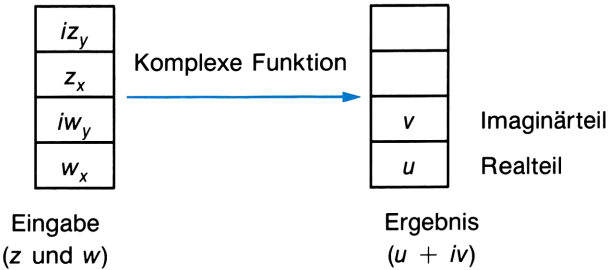 iz_y
z_x
iw_y
w_x
Eingabe
(z und w)
Komplexe Funktion
v Imaginärteil
u Realteil
Ergebnis
(u + iv)